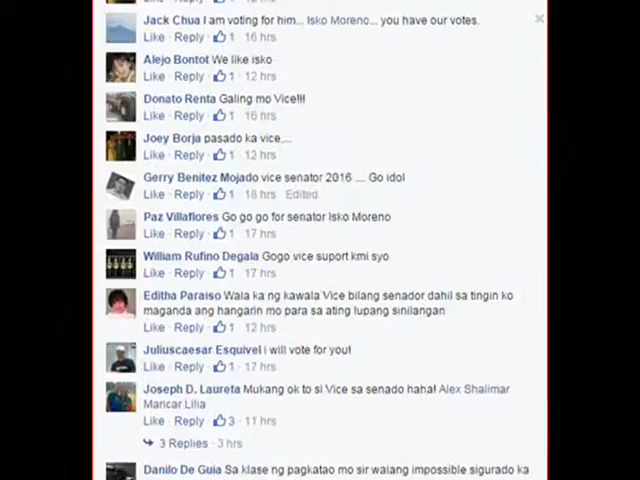 Jack Chua I am voting for him... Isko Moreno... you have our votes.
Like · Reply · 1 · 16 hrs
Alejo Bontot We like isko
Like · Reply · 1 · 12 hrs
Donato Renta Galing mo Vice!!!
Like · Reply · 1 · 16 hrs
Joey Borja pasado ka vice,...
Like · Reply · 1 · 12 hrs
Gerry Benitez Mojado vice senator 2016 .... Go idol
Like · Reply · 1 · 18 hrs · Edited
Paz Villaflores Go go go for senator Isko Moreno
Like · Reply · 1 · 17 hrs
William Rufino Degala Gogo vice suport kmi syo
Like · Reply · 1 · 17 hrs
Editha Paraiso Wala ka ng kawala Vice bilang senador dahil sa tingin ko
maganda ang hangarin mo para sa ating lupang sinilangan
Like · Reply · 1 · 12 hrs
Juliuscaesar Esquivel i will vote for you!
Like · Reply · 1 · 17 hrs
Joseph D. Laureta Mukang ok to si Vice sa senado haha! Alex Shalimar
Maricar Lilia
Like · Reply · 3 · 11 hrs
3 Replies · 3 hrs
Danilo De Guia Sa klase ng pagkatao mo sir walang impossible sigurado ka